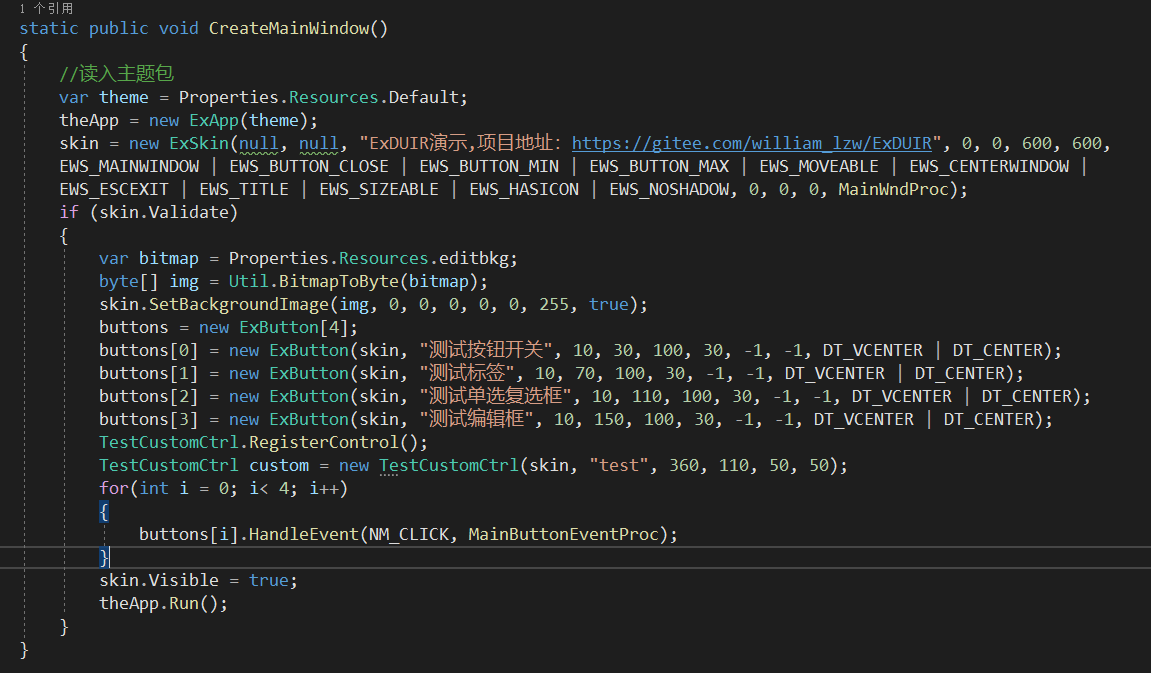 1 个引用
static public void CreateMainWindow()
{
//读入主题包
var theme = Properties.Resources.Default;
theApp = new ExApp(theme);
skin = new ExSkin(null, null, "ExDUIR演示,项目地址: https://gitee.com/william_lzw/ExDUIR", 0, 0, 600, 600,
EWS_MAINWINDOW | EWS_BUTTON_CLOSE | EWS_BUTTON_MIN | EWS_BUTTON_MAX | EWS_MOVEABLE | EWS_CENTERWINDOW |
EWS_ESCEXIT | EWS_TITLE | EWS_SIZEABLE | EWS_HASICON | EWS_NOSHADOW, 0, 0, 0, MainWndProc);
if (skin.Validate)
{
var bitmap = Properties.Resources.editbkg;
byte[] img = Util.BitmapToByte(bitmap);
skin.SetBackgroundImage(img, 0, 0, 0, 0, 0, 255, true);
buttons = new ExButton[4];
buttons[0] = new ExButton(skin, "测试按钮开关", 10, 30, 100, 30, -1, -1, DT_VCENTER | DT_CENTER);
buttons[1] = new ExButton(skin, "测试标签", 10, 70, 100, 30, -1, -1, DT_VCENTER | DT_CENTER);
buttons[2] = new ExButton(skin, "测试单选复选框", 10, 110, 100, 30, -1, -1, DT_VCENTER | DT_CENTER);
buttons[3] = new ExButton(skin, "测试编辑框", 10, 150, 100, 30, -1, -1, DT_VCENTER | DT_CENTER);
TestCustomCtrl.RegisterControl();
TestCustomCtrl custom = new TestCustomCtrl(skin, "test", 360, 110, 50, 50);
for(int i = 0; i< 4; i++)
{
buttons[i].HandleEvent(NM_CLICK, MainButtonEventProc);
}
skin.Visible = true;
theApp.Run();
}
}